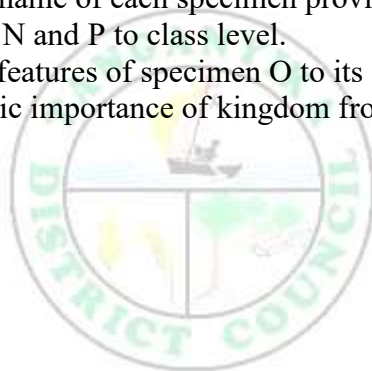 name of each specimen provi
N and P to class level.
features of specimen O to its
ic importance of kingdom fro
DISTRICT COUNCIL